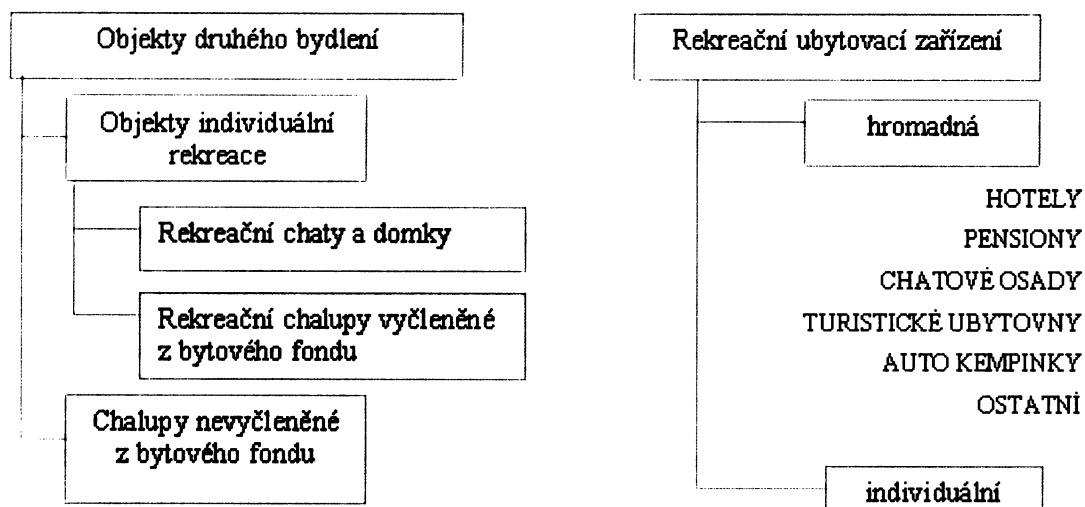 Objekty druhého bydlení
Objekty individuální
rekreace
Rekreační chaty a domky
Rekreační chalupy vyčleněné
z bytového fondu
Chalupy nevyčleněné
z bytového fondu
Rekreační ubytovací zařízení
hromadná
HOTELY
PENSIONY
CHATOVÉ OSADY
TURISTICKÉ UBYTOVNY
AUTO KEMPINKY
OSTATNÍ
individuální